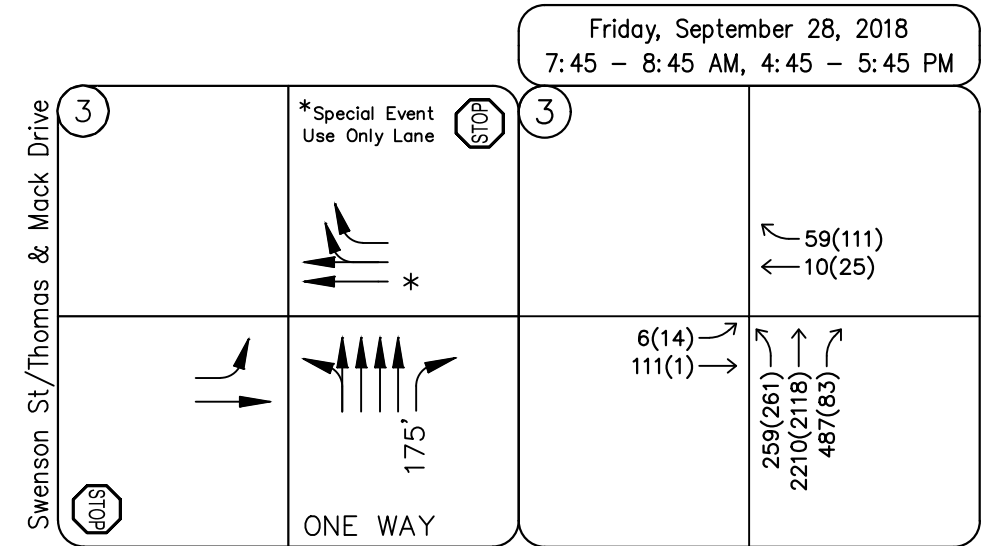 Friday, September 28, 2018
7:45 – 8:45 AM, 4:45 – 5:45 PM
Swenson St/Thomas & Mack Drive
3
*Special Event
Use Only Lane
STOP
*
175'
STOP
ONE WAY
3
59(111)
10(25)
6(14)
111(1)
259(261)
2210(2118)
487(83)